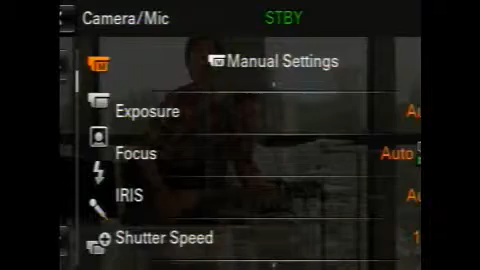 Camera/Mic STBY
Manual Settings
Exposure
Focus Auto
IRIS
Shutter Speed